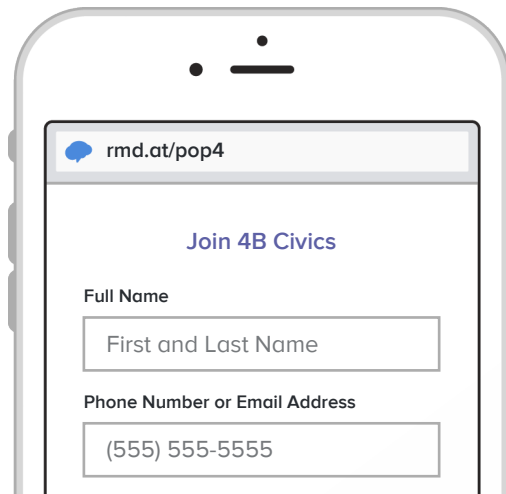 rmd.at/pop4
Join 4B Civics
Full Name
First and Last Name
Phone Number or Email Address
(555) 555-5555